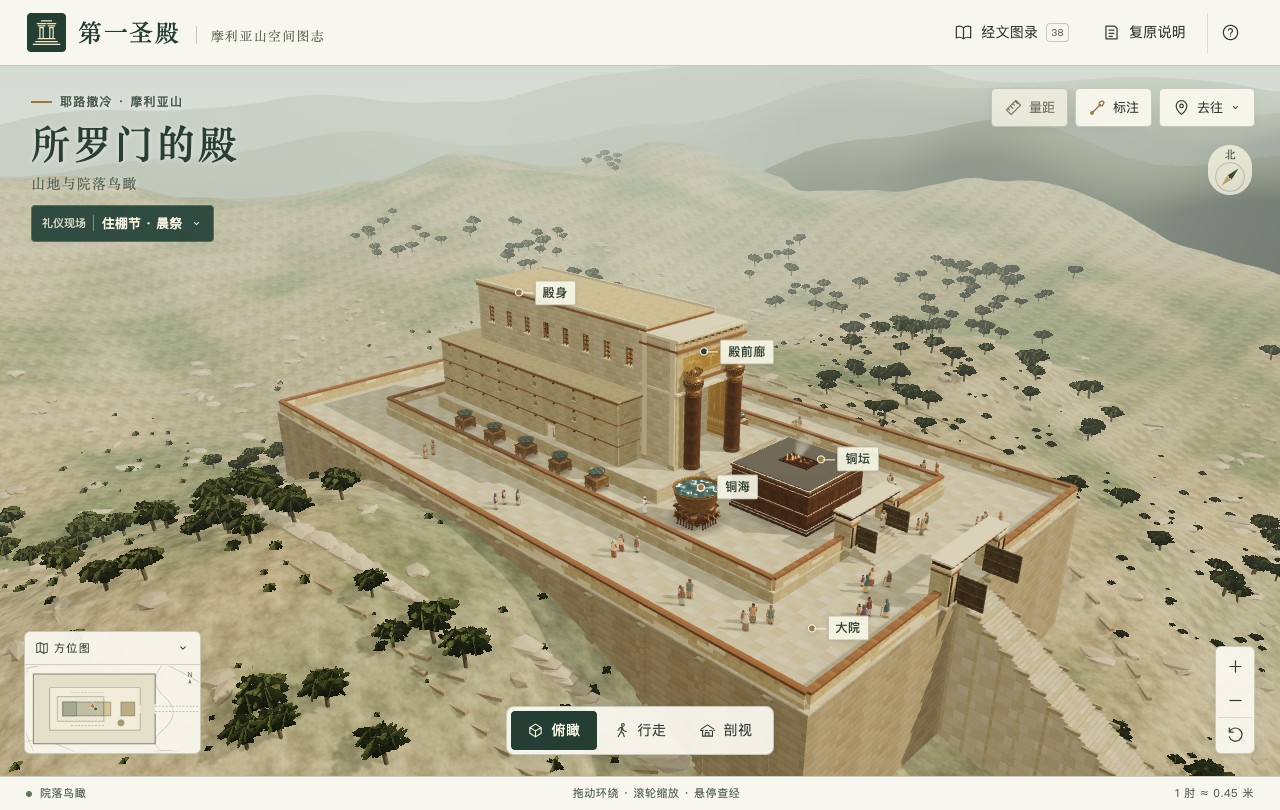 第一圣殿
摩利亚山空间图志
经文图录 38
复原说明
耶路撒冷 · 摩利亚山
所罗门的殿
山地与院落鸟瞰
礼仪现场 住棚节 · 晨祭
量距
标注
去往
北
殿身
殿前廊
铜坛
铜海
大院
方位图
N
俯瞰
行走
剖视
院落鸟瞰
拖动环绕 · 滚轮缩放 · 悬停查经
1 肘 ≈ 0.45 米